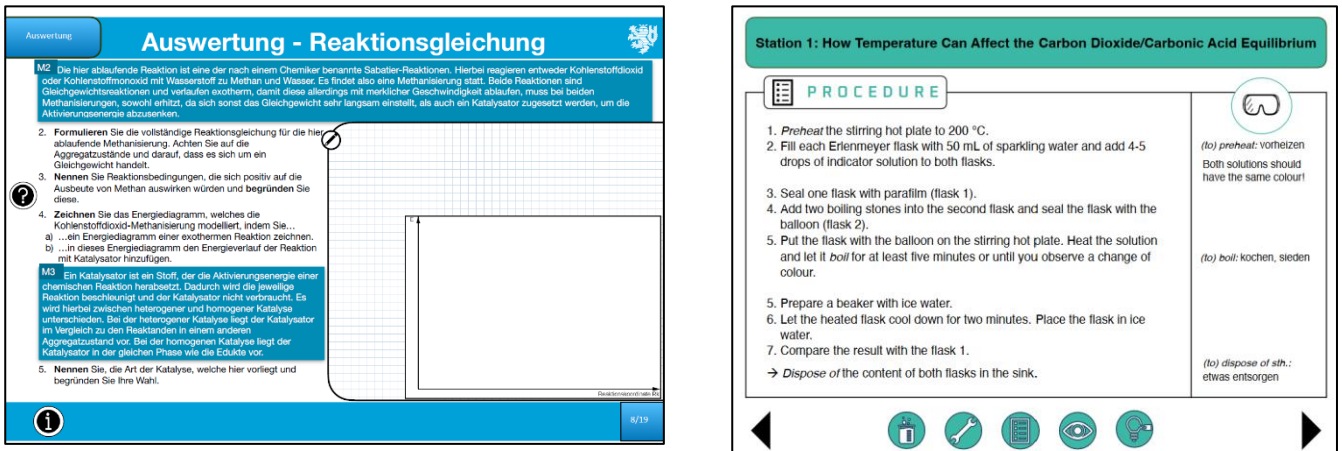 Auswertung
Auswertung - Reaktionsgleichung
M2 Die hier ablaufende Reaktion ist eine der nach einem Chemiker benannte Sabatier-Reaktionen. Hierbei reagieren entweder Kohlenstoffdioxid
oder Kohlenstoffmonoxid mit Wasserstoff zu Methan und Wasser. Es findet also eine Methanisierung statt. Beide Reaktionen sind
Gleichgewichtsreaktionen und verlaufen exotherm, damit diese allerdings mit merklicher Geschwindigkeit ablaufen, muss bei beiden
Methanisierungen, sowohl erhitzt, da sich sonst das Gleichgewicht sehr langsam einstellt, als auch ein Katalysator zugesetzt werden, um die
Aktivierungsenergie abzusenken.
2. Formulieren Sie die vollständige Reaktionsgleichung für die hier
ablaufende Methanisierung. Achten Sie auf die
Aggregatzustände und darauf, dass es sich um ein
Gleichgewicht handelt.
3. Nennen Sie Reaktionsbedingungen, die sich positiv auf die
Ausbeute von Methan auswirken würden und begründen Sie
diese.
4. Zeichnen Sie das Energiediagramm, welches die
Kohlenstoffdioxid-Methanisierung modelliert, indem Sie...
a) ...ein Energiediagramm einer exothermen Reaktion zeichnen.
b) ...in dieses Energiediagramm den Energieverlauf der Reaktion
mit Katalysator hinzufügen.
M3 Ein Katalysator ist ein Stoff, der die Aktivierungsenergie einer
chemischen Reaktion herabsetzt. Dadurch wird die jeweilige
Reaktion beschleunigt und der Katalysator nicht verbraucht. Es
wird hierbei zwischen heterogener und homogener Katalyse
unterschieden. Bei der heterogener Katalyse liegt der Katalysator
im Vergleich zu den Reaktanden in einem anderen
Aggregatzustand vor. Bei der homogenen Katalyse liegt der
Katalysator in der gleichen Phase wie die Edukte vor.
5. Nennen Sie, die Art der Katalyse, welche hier vorliegt und
begründen Sie Ihre Wahl.
E
Reaktionskoordinate Rk
8/19
Station 1: How Temperature Can Affect the Carbon Dioxide/Carbonic Acid Equilibrium
PROCEDURE
1. Preheat the stirring hot plate to 200 °C.
2. Fill each Erlenmeyer flask with 50 mL of sparkling water and add 4-5
drops of indicator solution to both flasks.
3. Seal one flask with parafilm (flask 1).
4. Add two boiling stones into the second flask and seal the flask with the
balloon (flask 2).
5. Put the flask with the balloon on the stirring hot plate. Heat the solution
and let it boil for at least five minutes or until you observe a change of
colour.
5. Prepare a beaker with ice water.
6. Let the heated flask cool down for two minutes. Place the flask in ice
water.
7. Compare the result with the flask 1.
→ Dispose of the content of both flasks in the sink.
(to) preheat: vorheizen
Both solutions should
have the same colour!
(to) boil: kochen, sieden
(to) dispose of sth.:
etwas entsorgen